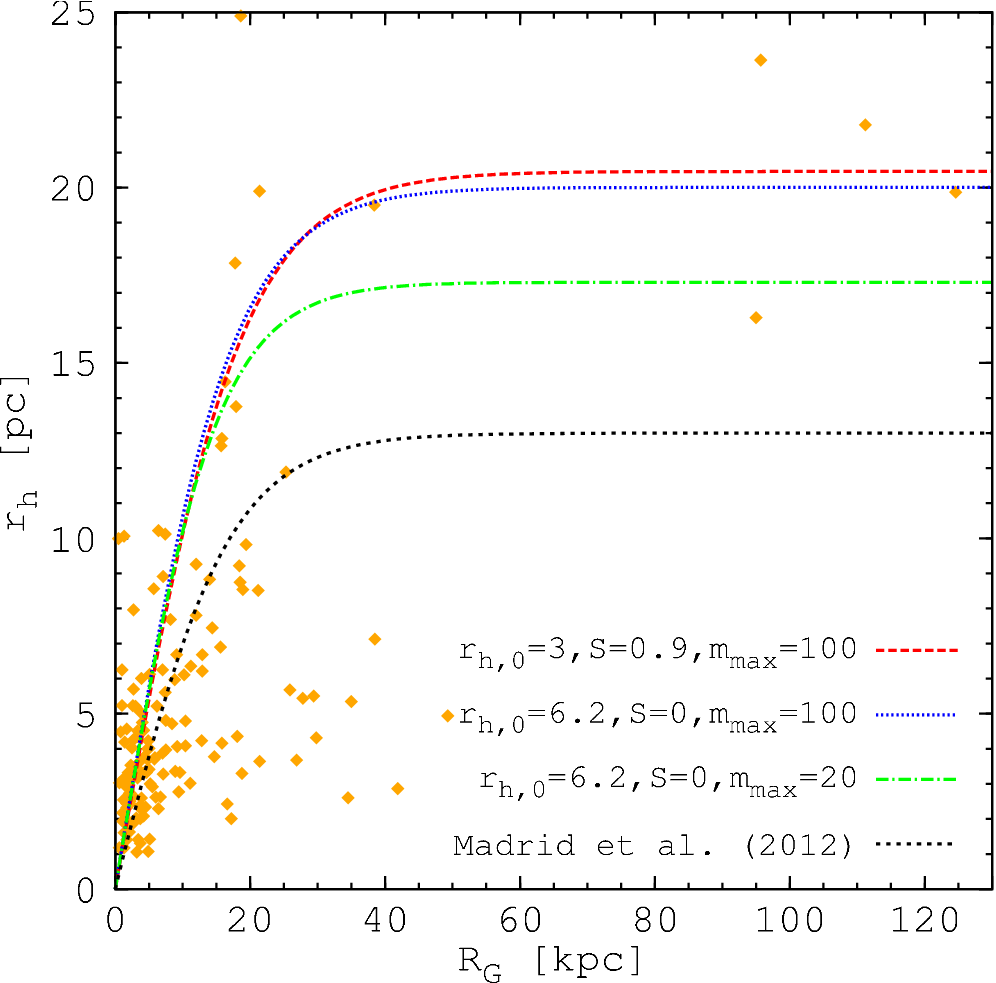 25
20
15
10
5
0
r_h [pc]
r_h,0=3,S=0.9,m_max=100
r_h,0=6.2,S=0,m_max=100
r_h,0=6.2,S=0,m_max=20
Madrid et al. (2012)
0 20 40 60 80 100 120
R_G [kpc]